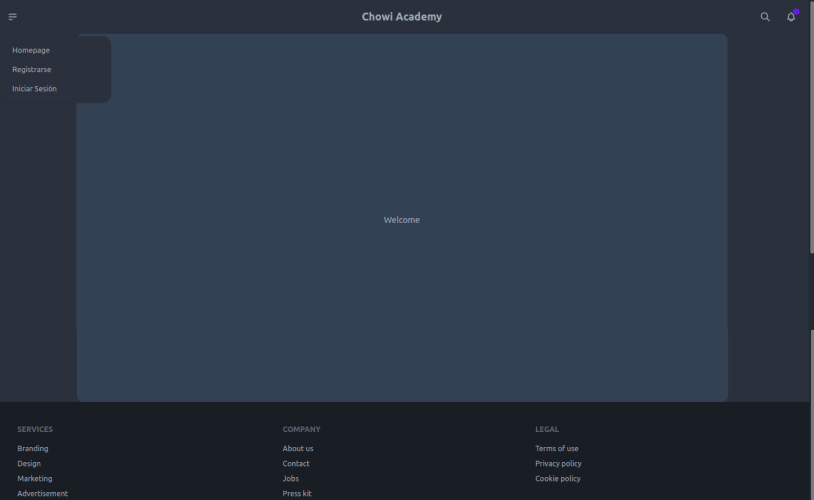 Chowi Academy
Homepage
Registrarse
Iniciar Sesión
Welcome
SERVICES
Branding
Design
Marketing
Advertisement
COMPANY
About us
Contact
Jobs
Press kit
LEGAL
Terms of use
Privacy policy
Cookie policy